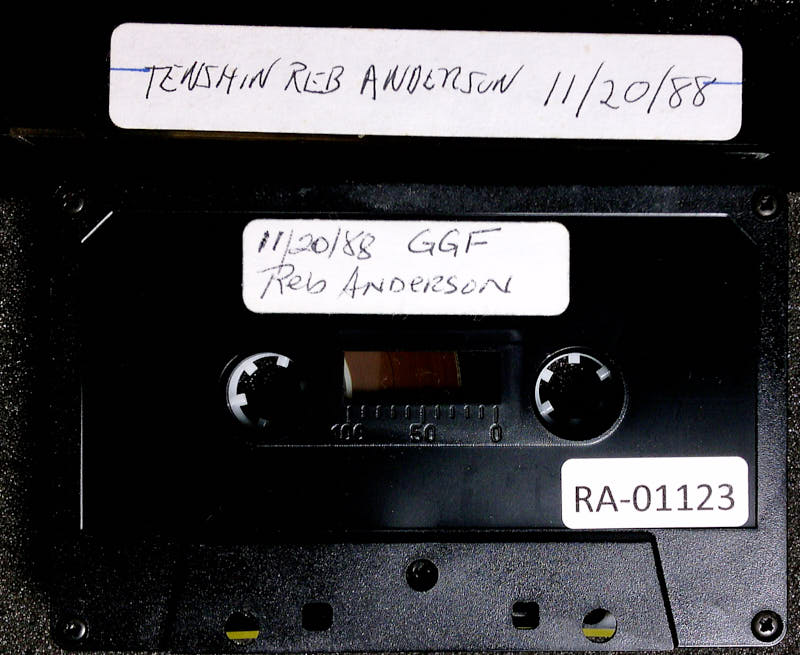 TENSHIN REB ANDERSON 11/20/88
11/20/88 GGF
Reb ANDERSON
100 50 0
RA-01123